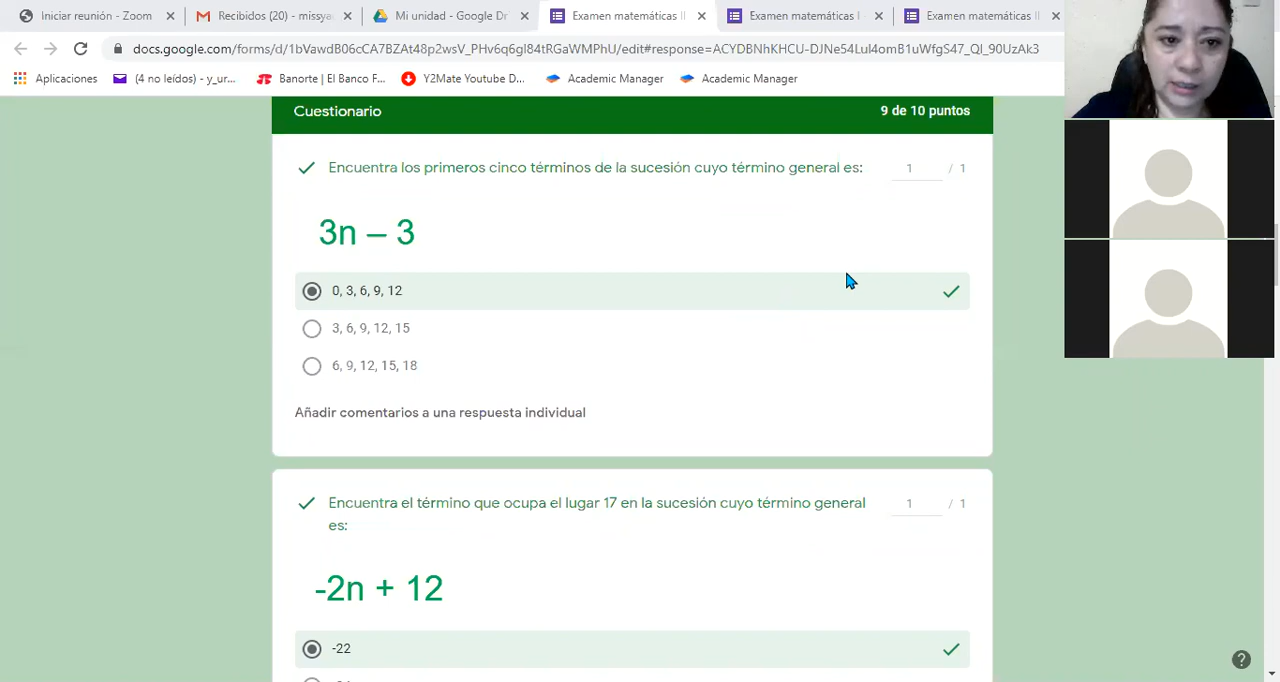 Iniciar reunión - Zoom
Recibidos (20) - missya
Mi unidad - Google Dr
Examen matemáticas II
Examen matemáticas I
Examen matemáticas II
docs.google.com/forms/d/1bVawdB06cCA7BZAt48p2wsV_PHv6q6gl84tRGaWMPhU/edit#response=ACYDBNhKHCU-DJNe54Lul4omB1uWfgS47_QI_90UzAk3
Aplicaciones
(4 no leídos) - y_ur...
Banorte | El Banco F...
Y2Mate Youtube D...
Academic Manager
Academic Manager
Cuestionario
9 de 10 puntos
Encuentra los primeros cinco términos de la sucesión cuyo término general es:
1 / 1
3n – 3
0, 3, 6, 9, 12
3, 6, 9, 12, 15
6, 9, 12, 15, 18
Añadir comentarios a una respuesta individual
Encuentra el término que ocupa el lugar 17 en la sucesión cuyo término general
es:
1 / 1
-2n + 12
-22